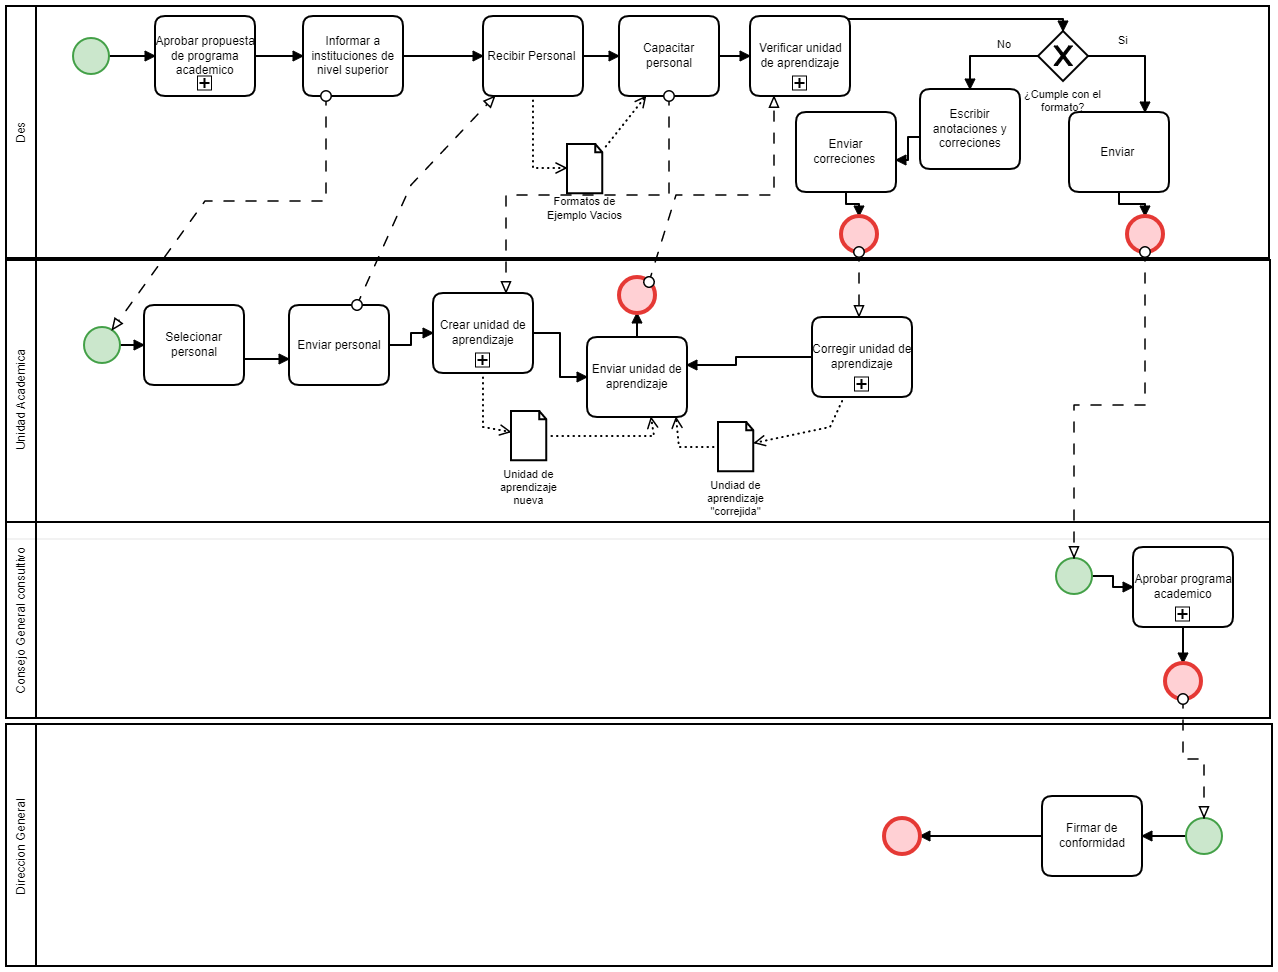 Des
Aprobar propuesta
de programa
academico
Informar a
instituciones de
nivel superior
Recibir Personal
Capacitar
personal
Verificar unidad
de aprendizaje
No
Si
¿Cumple con el
formato?
Escribir
anotaciones y
correciones
Enviar
correciones
Enviar
Formatos de
Ejemplo Vacios
Unidad Academica
Selecionar
personal
Enviar personal
Crear unidad de
aprendizaje
Enviar unidad de
aprendizaje
Corregir unidad de
aprendizaje
Unidad de
aprendizaje
nueva
Undiad de
aprendizaje
"correjida"
Consejo General consultivo
Aprobar programa
academico
Direccion General
Firmar de
conformidad